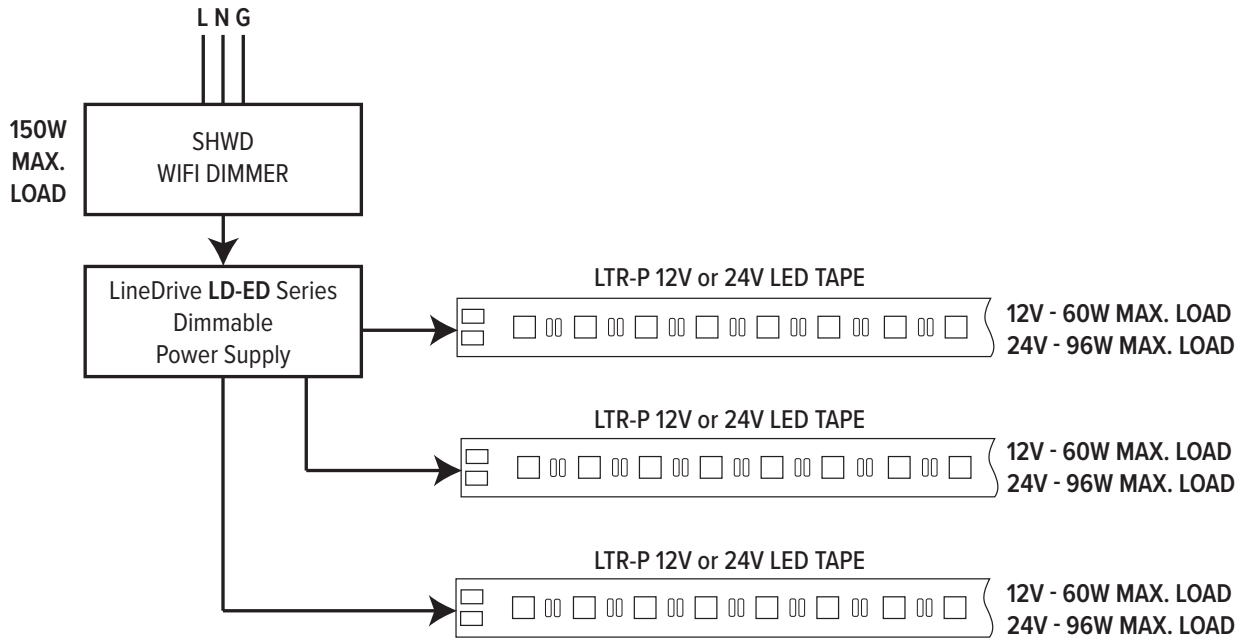 L N G
150W
MAX.
LOAD
SHWD
WIFI DIMMER
LineDrive LD-ED Series
Dimmable
Power Supply
LTR-P 12V or 24V LED TAPE
12V - 60W MAX. LOAD
24V - 96W MAX. LOAD
LTR-P 12V or 24V LED TAPE
12V - 60W MAX. LOAD
24V - 96W MAX. LOAD
LTR-P 12V or 24V LED TAPE
12V - 60W MAX. LOAD
24V - 96W MAX. LOAD